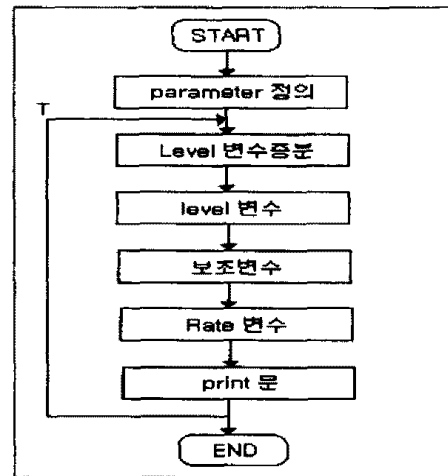 START
parameter 정의
T
Level 변수증분
level 변수
보조변수
Rate 변수
print 문
END